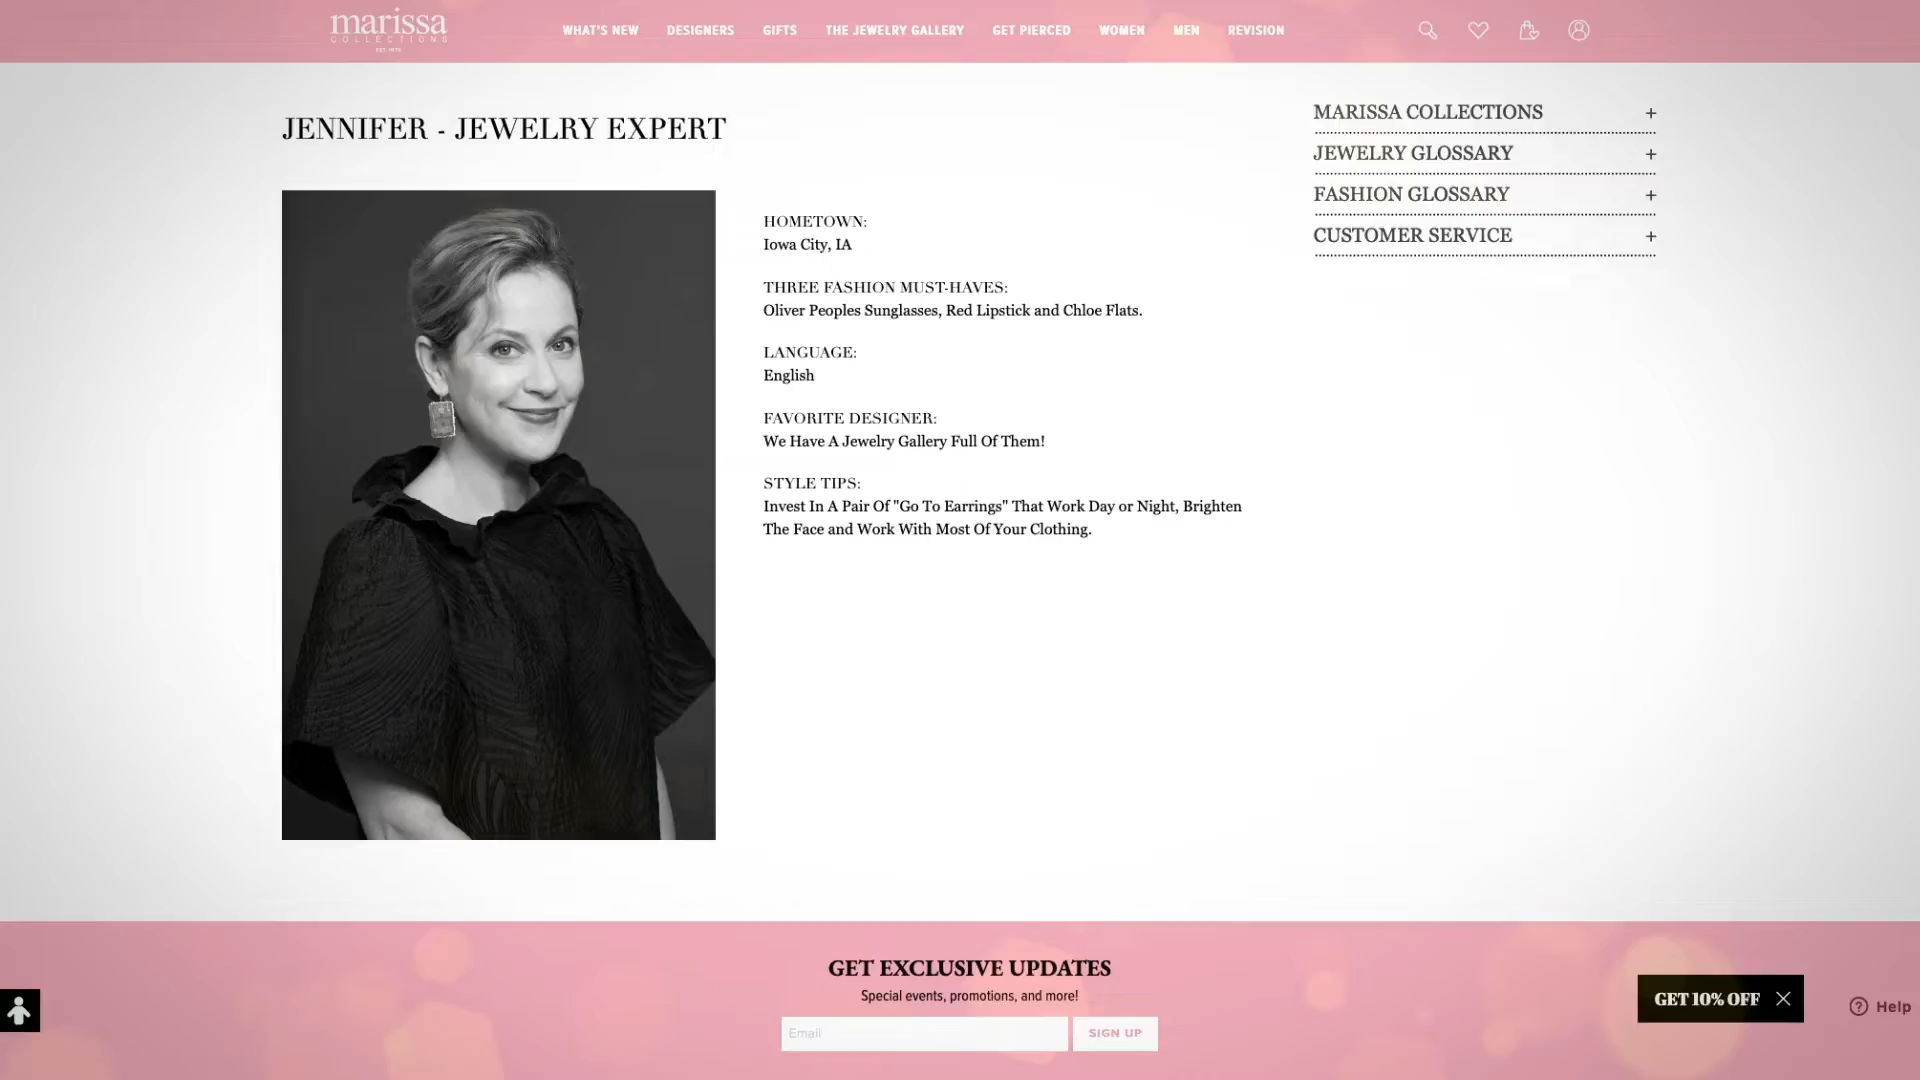 marissa
COLLECTIONS
EST. 1975
WHAT'S NEW
DESIGNERS
GIFTS
THE JEWELRY GALLERY
GET PIERCED
WOMEN
MEN
REVISION
JENNIFER - JEWELRY EXPERT
HOMETOWN:
Iowa City, IA
THREE FASHION MUST-HAVES:
Oliver Peoples Sunglasses, Red Lipstick and Chloe Flats.
LANGUAGE:
English
FAVORITE DESIGNER:
We Have A Jewelry Gallery Full Of Them!
STYLE TIPS:
Invest In A Pair Of "Go To Earrings" That Work Day or Night, Brighten
The Face and Work With Most Of Your Clothing.
MARISSA COLLECTIONS +
JEWELRY GLOSSARY +
FASHION GLOSSARY +
CUSTOMER SERVICE +
GET EXCLUSIVE UPDATES
Special events, promotions, and more!
Email
SIGN UP
GET 10% OFF
Help